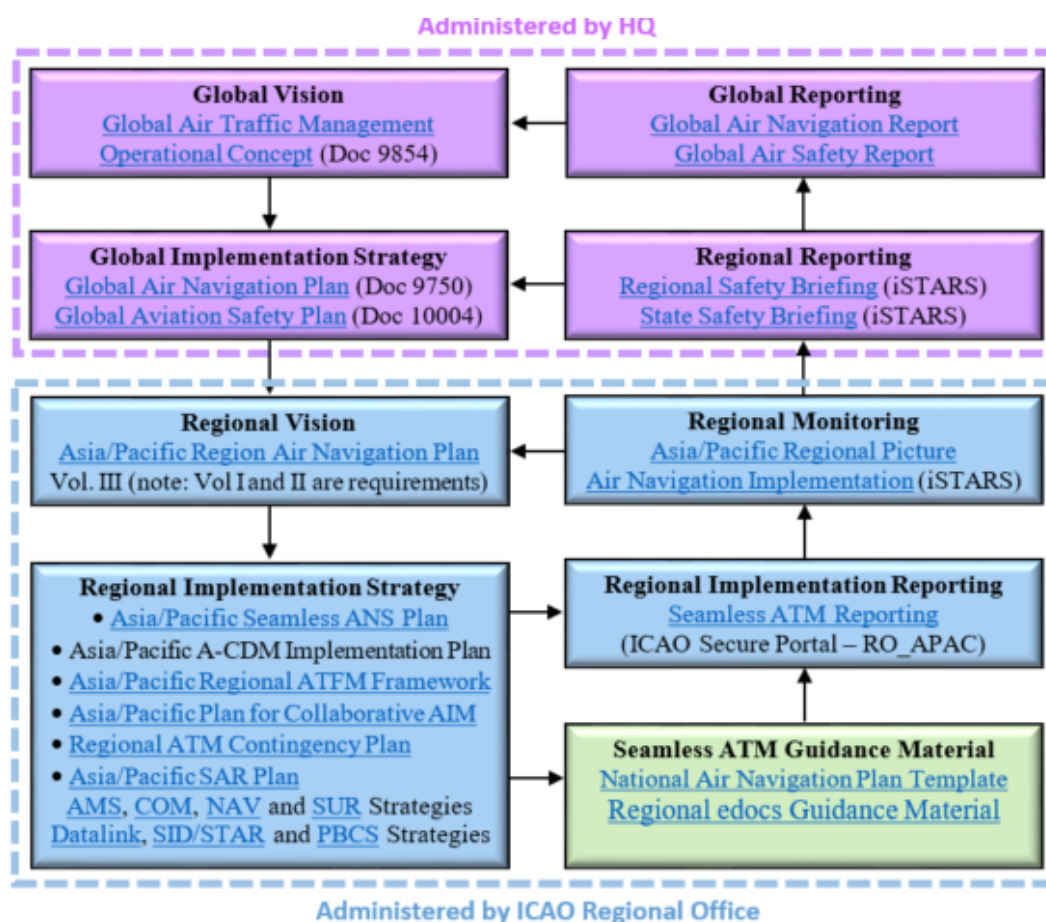 Administered by HQ
Global Vision
Global Air Traffic Management
Operational Concept (Doc 9854)
Global Reporting
Global Air Navigation Report
Global Air Safety Report
Global Implementation Strategy
Global Air Navigation Plan (Doc 9750)
Global Aviation Safety Plan (Doc 10004)
Regional Reporting
Regional Safety Briefing (iSTARS)
State Safety Briefing (iSTARS)
Regional Vision
Asia/Pacific Region Air Navigation Plan
Vol. III (note: Vol I and II are requirements)
Regional Monitoring
Asia/Pacific Regional Picture
Air Navigation Implementation (iSTARS)
Regional Implementation Strategy
• Asia/Pacific Seamless ANS Plan
• Asia/Pacific A-CDM Implementation Plan
• Asia/Pacific Regional ATFM Framework
• Asia/Pacific Plan for Collaborative AIM
• Regional ATM Contingency Plan
• Asia/Pacific SAR Plan
AMS, COM, NAV and SUR Strategies
Datalink, SID/STAR and PBCS Strategies
Regional Implementation Reporting
Seamless ATM Reporting
(ICAO Secure Portal – RO_APAC)
Seamless ATM Guidance Material
National Air Navigation Plan Template
Regional edocs Guidance Material
Administered by ICAO Regional Office